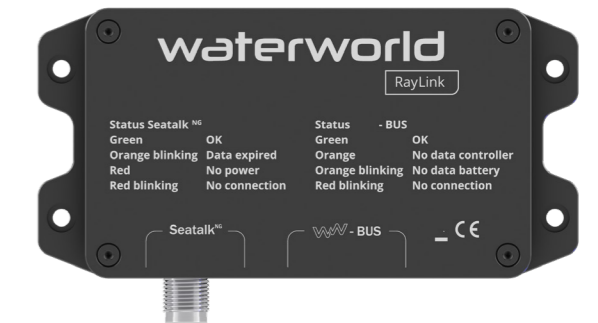 waterworld
RayLink
Status Seatalk NG
Green OK
Orange blinking Data expired
Red No power
Red blinking No connection
Status - BUS
Green OK
Orange No data controller
Orange blinking No data battery
Red blinking No connection
Seatalk NG
WW - BUS
CE